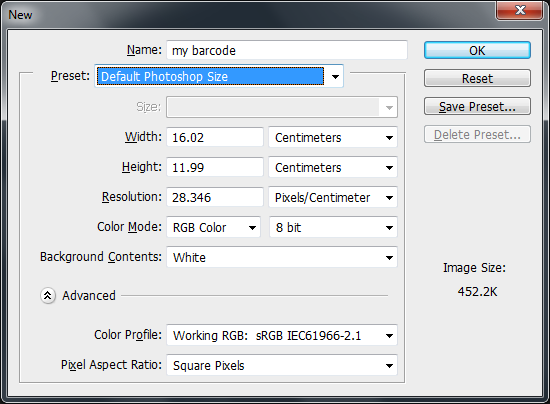 New
Name: my barcode
OK
Preset: Default Photoshop Size
Reset
Size:
Save Preset...
Width: 16.02 Centimeters
Delete Preset...
Height: 11.99 Centimeters
Resolution: 28.346 Pixels/Centimeter
Color Mode: RGB Color 8 bit
Background Contents: White
Image Size:
452.2K
Advanced
Color Profile: Working RGB: sRGB IEC61966-2.1
Pixel Aspect Ratio: Square Pixels